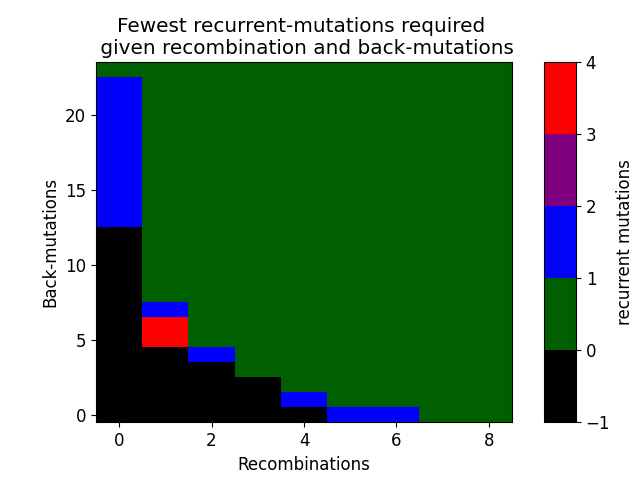 Fewest recurrent-mutations required
given recombination and back-mutations
20
15
10
5
0
Back-mutations
0 2 4 6 8
Recombinations
4
3
2
1
0
−1
recurrent mutations